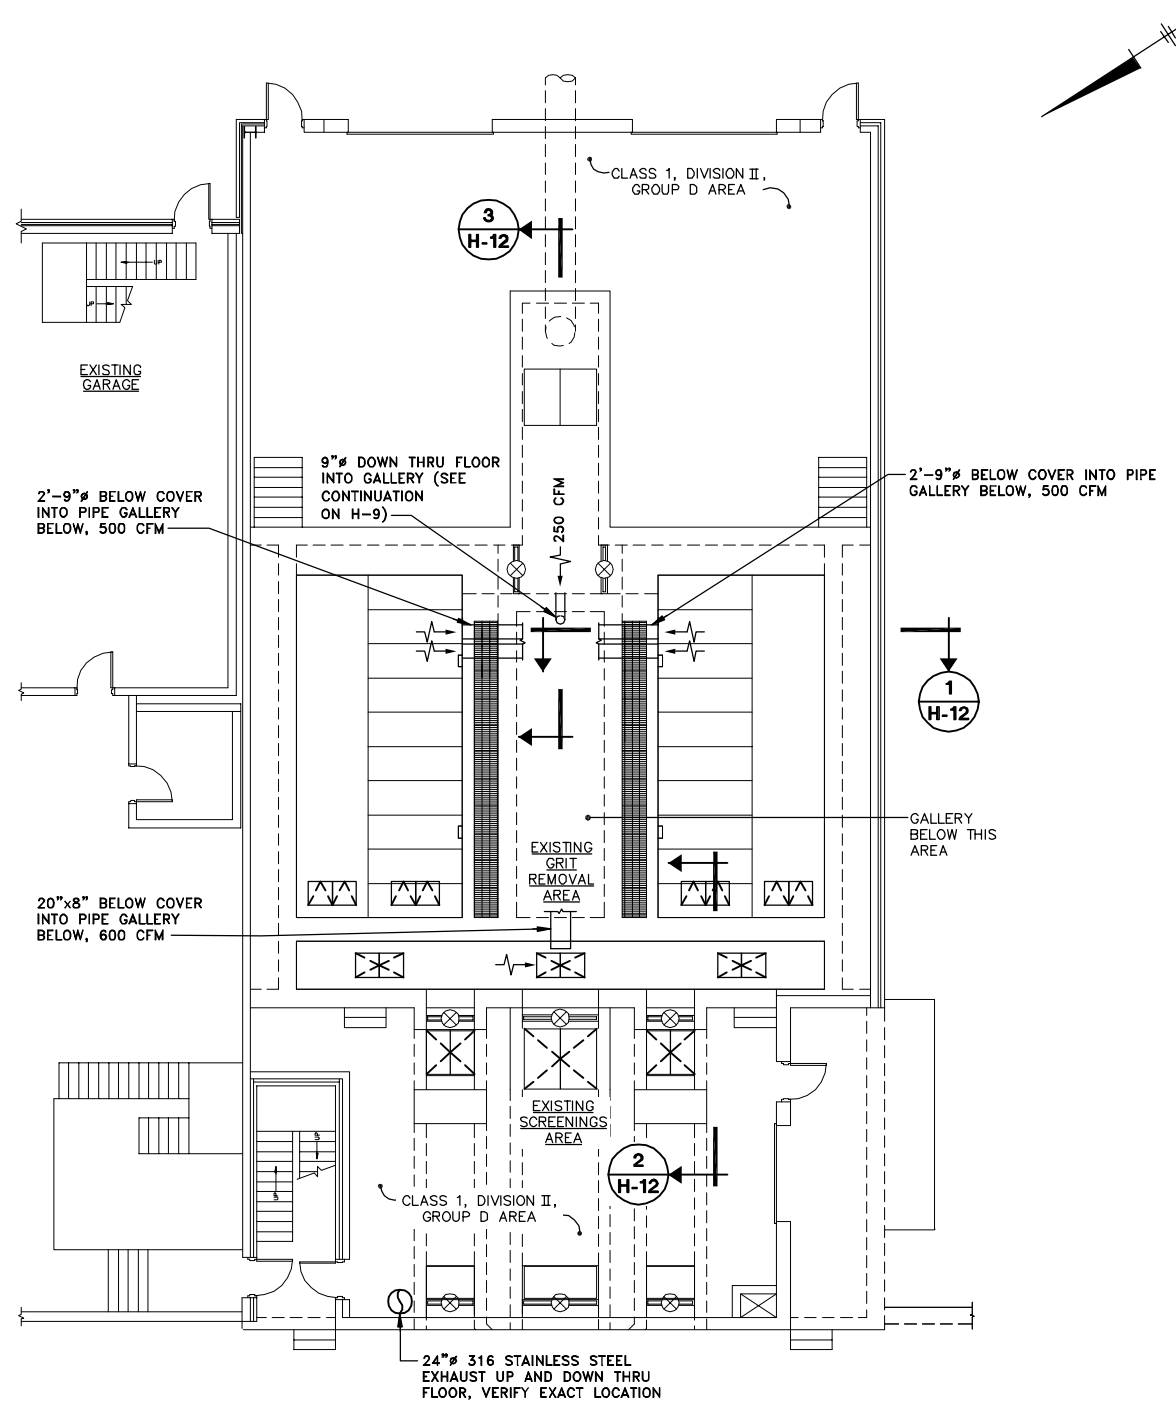 CLASS 1, DIVISION II,
GROUP D AREA
3
H-12
UP
UP
EXISTING
GARAGE
9"ø DOWN THRU FLOOR
INTO GALLERY (SEE
CONTINUATION
ON H-9)
250 CFM
2'-9"ø BELOW COVER
INTO PIPE GALLERY
BELOW, 500 CFM
2'-9"ø BELOW COVER INTO PIPE
GALLERY BELOW, 500 CFM
1
H-12
GALLERY
BELOW THIS
AREA
EXISTING
GRIT
REMOVAL
AREA
20"x8" BELOW COVER
INTO PIPE GALLERY
BELOW, 600 CFM
EXISTING
SCREENINGS
AREA
UP
UP
2
H-12
CLASS 1, DIVISION II,
GROUP D AREA
24"ø 316 STAINLESS STEEL
EXHAUST UP AND DOWN THRU
FLOOR, VERIFY EXACT LOCATION